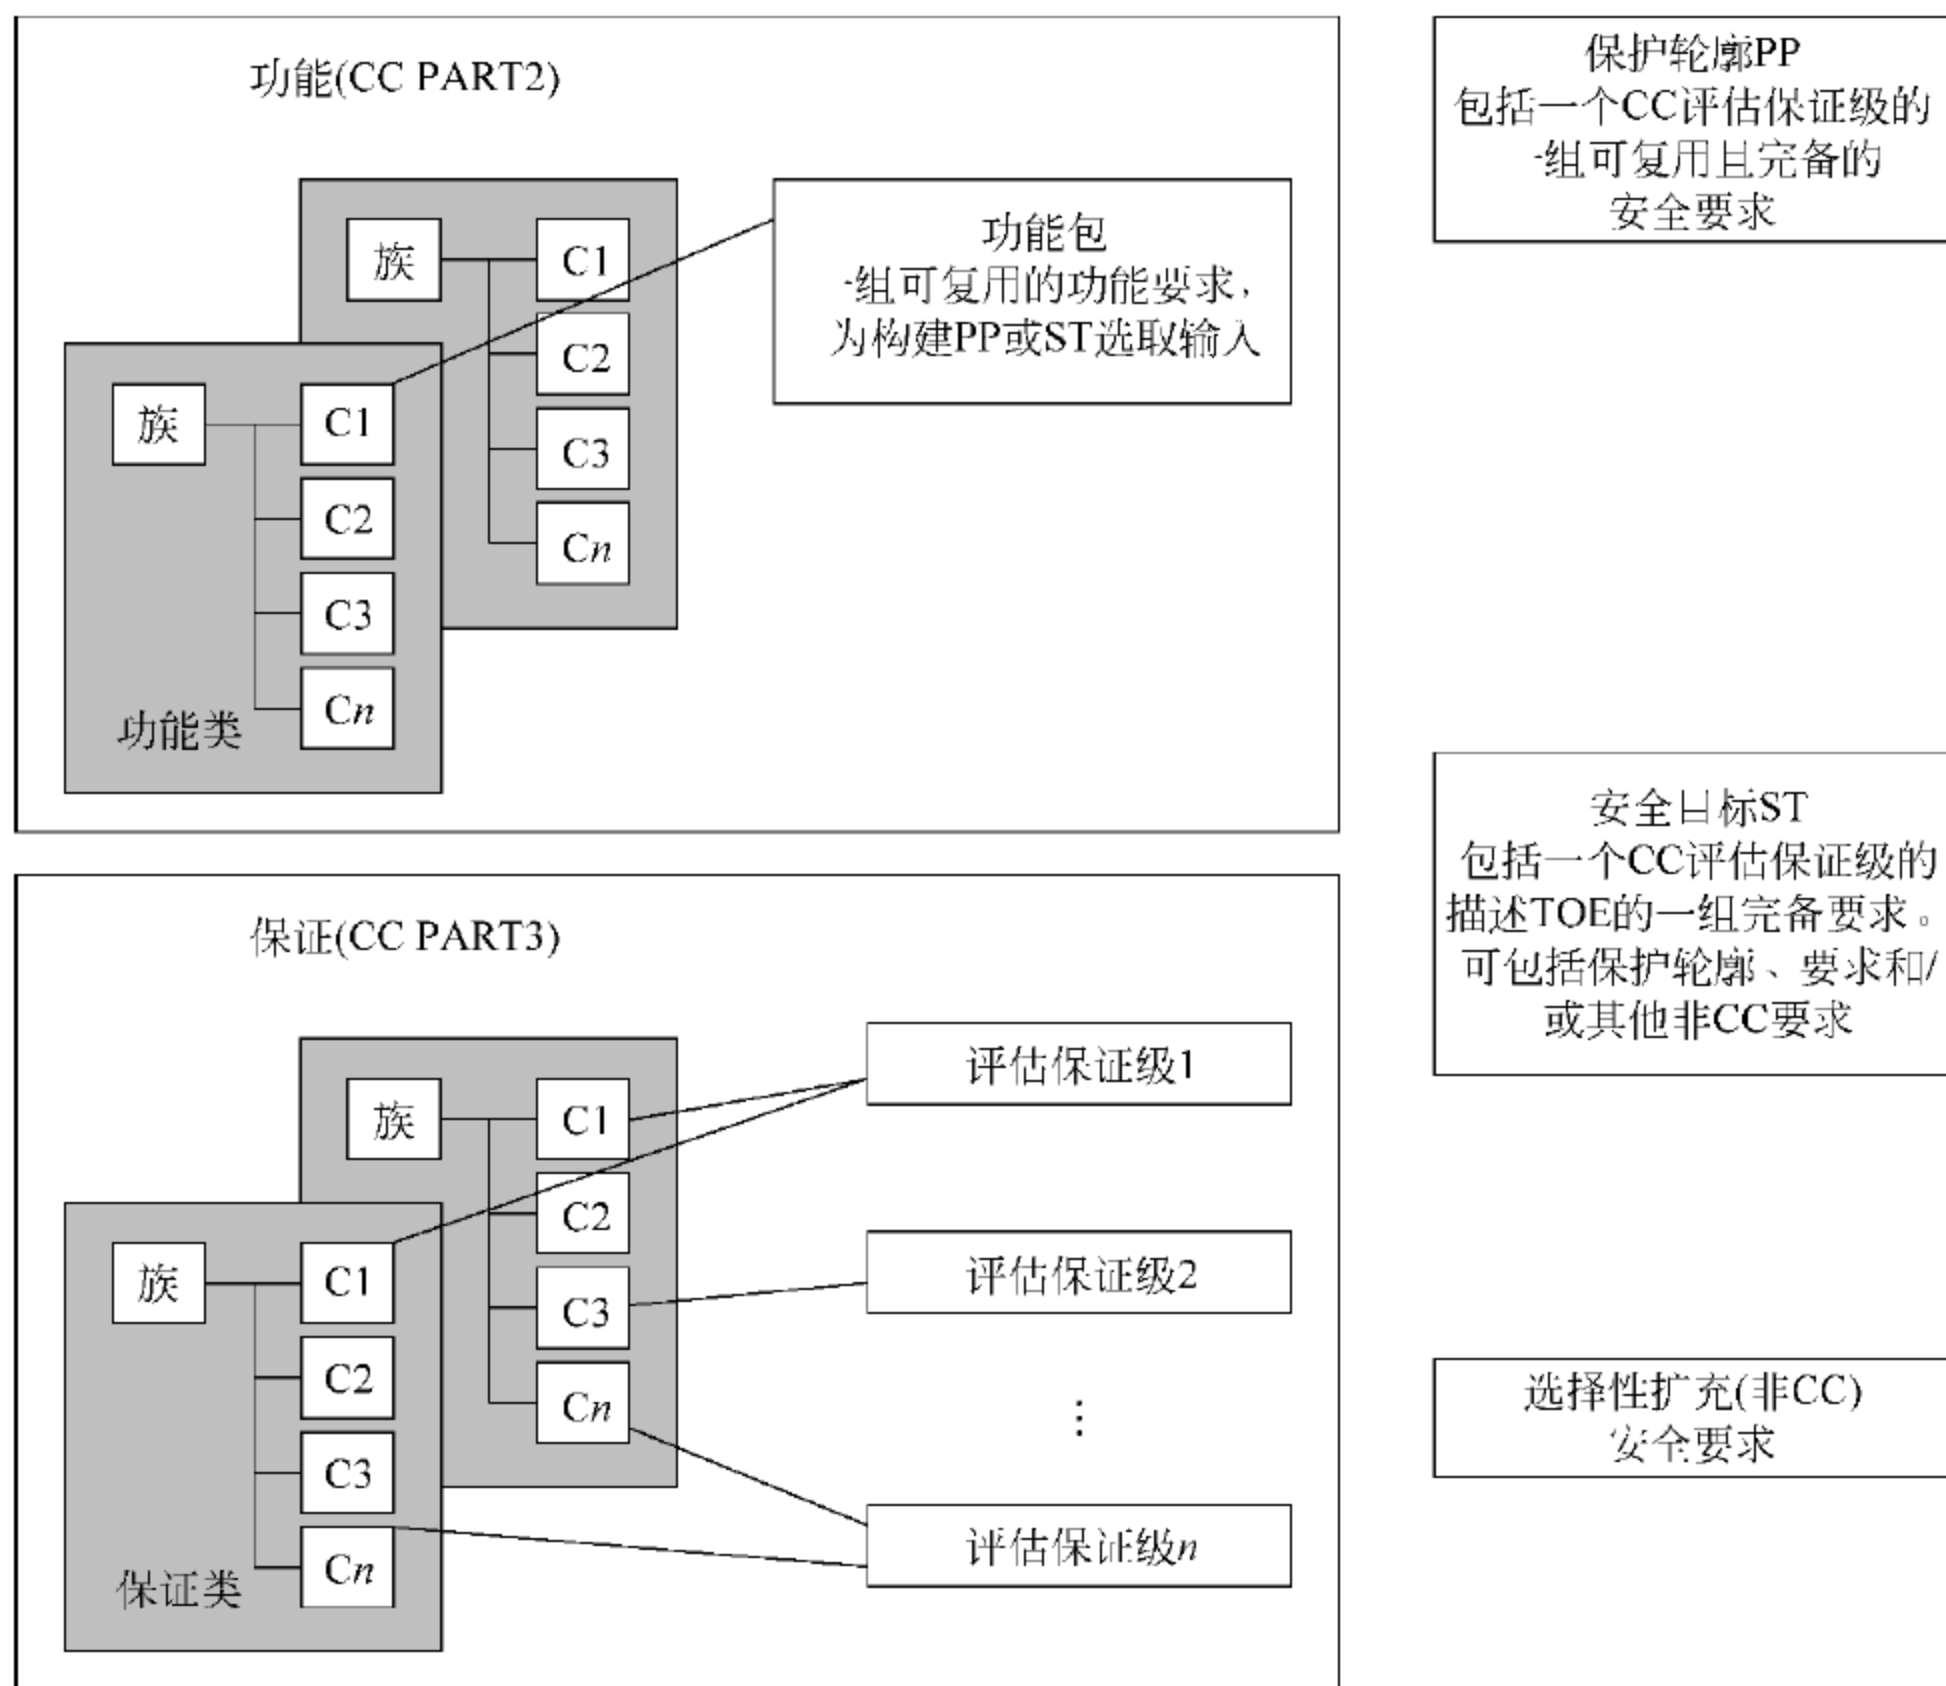 功能(CC PART2)
族
C1
C2
C3
Cn
族
C1
C2
C3
Cn
功能类
功能包
一组可复用的功能要求，
为构建PP或ST选取输入
保护轮廓PP
包括一个CC评估保证级的
一组可复用且完备的
安全要求
安全目标ST
包括一个CC评估保证级的
描述TOE的一组完备要求。
可包括保护轮廓、要求和/
或其他非CC要求
保证(CC PART3)
族
C1
C2
C3
Cn
族
C1
C2
C3
Cn
保证类
评估保证级1
评估保证级2
⋮
评估保证级n
选择性扩充(非CC)
安全要求